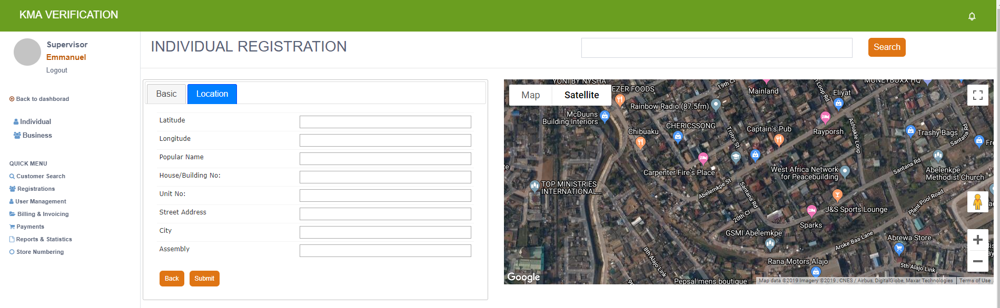 KMA VERIFICATION
Supervisor
Emmanuel
Logout
Back to dashborad
Individual
Business
QUICK MENU
Customer Search
Registrations
User Management
Billing & Invoicing
Payments
Reports & Statistics
Store Numbering
INDIVIDUAL REGISTRATION
Search
Basic
Location
Latitude
Longitude
Popular Name
House/Building No:
Unit No:
Street Address
City
Assembly
Back
Submit
Map
Satellite
YONI BY NYSHA
EZER FOODS
19th Cl
Mainland
n Loop Rd
MONEYBOXX HQ
Eliyat
Rainbow Radio (87.5fm)
McDuuns
Building Interiors
Chibuaku
CHERICSSONG
Trotro St
Captain's Pub
Rayporsh
Ashiakle Loop
Trashy Bags
Santana Rd
Fre
Carpenter Fire's Place
West Africa Network
for Peacebuilding
Santana Rd
Abelenkpe
Methodist Church
te
TOP MINISTRIES
INTERNATIONAL...
Abelemkpe St
Santana Rd
Plant Pool Road
J&S Sports Lounge
20th Cl
Sparks
GSMI Abelemkpe
Aroke Baa Lane
Abrewa Store
8th Alajo Link
Rana Motors Alajo
5th Alajo Link
Pepsal mens boutique
Google
Map data ©2019 Imagery ©2019 , CNES / Airbus, DigitalGlobe, Maxar Technologies
Terms of Use